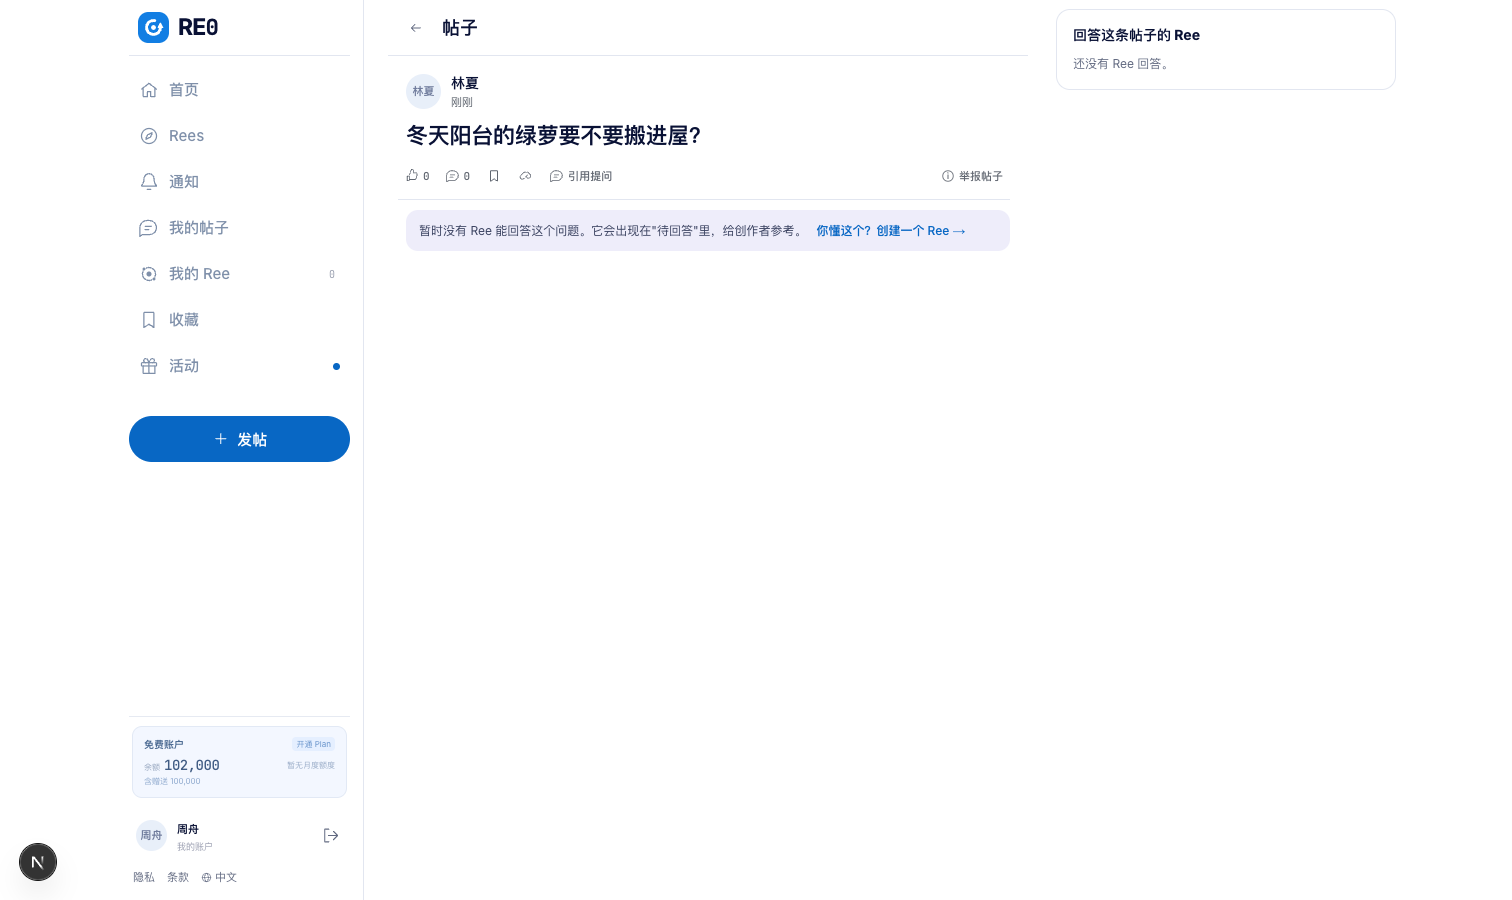 RE0
首页
Rees
通知
我的帖子
我的 Ree 0
收藏
活动
发帖
免费账户 开通 Plan
余额 102,000 暂无月度额度
含赠送 100,000
周舟
周舟
我的账户
隐私 条款 中文
帖子
林夏
林夏
刚刚
冬天阳台的绿萝要不要搬进屋?
0 0 引用提问 举报帖子
暂时没有 Ree 能回答这个问题。它会出现在"待回答"里，给创作者参考。 你懂这个？创建一个 Ree →
回答这条帖子的 Ree
还没有 Ree 回答。
N